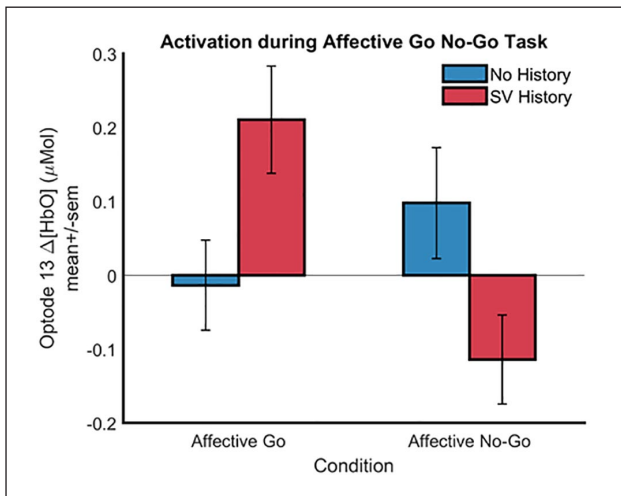 Activation during Affective Go No-Go Task
No History
SV History
0.3
0.2
0.1
0
-0.1
-0.2
Optode 13 Δ[HbO] (μMol)
mean+/-sem
Affective Go
Affective No-Go
Condition